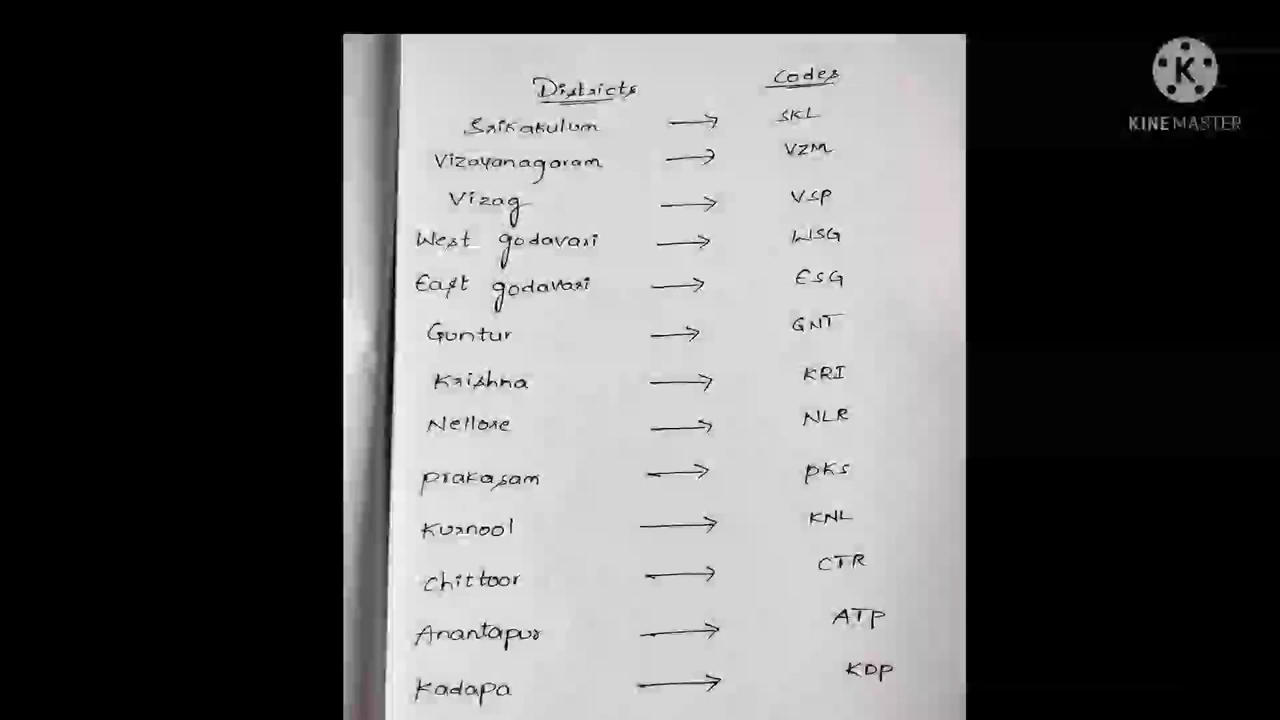 Districts Codes
Srikakulum → SKL
Vizayanagaram → VZM
Vizag → VSP
West godavari → WSG
East godavari → ESG
Guntur → GNT
Krishna → KRI
Nellore → NLR
prakasam → PKS
Kurnool → KNL
chittoor → CTR
Anantapur → ATP
Kadapa → KDP
K
KINEMASTER